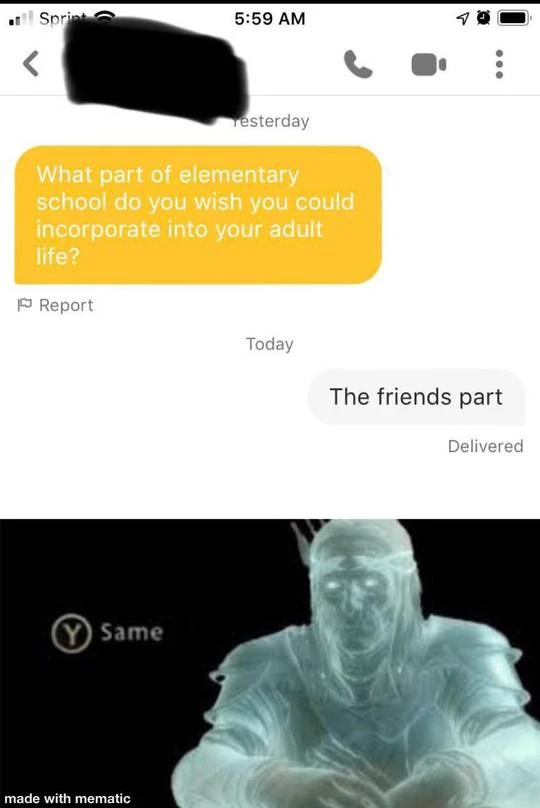 Sprint 5:59 AM
Yesterday
What part of elementary
school do you wish you could
incorporate into your adult
life?
Report
Today
The friends part
Delivered
Y Same
made with mematic